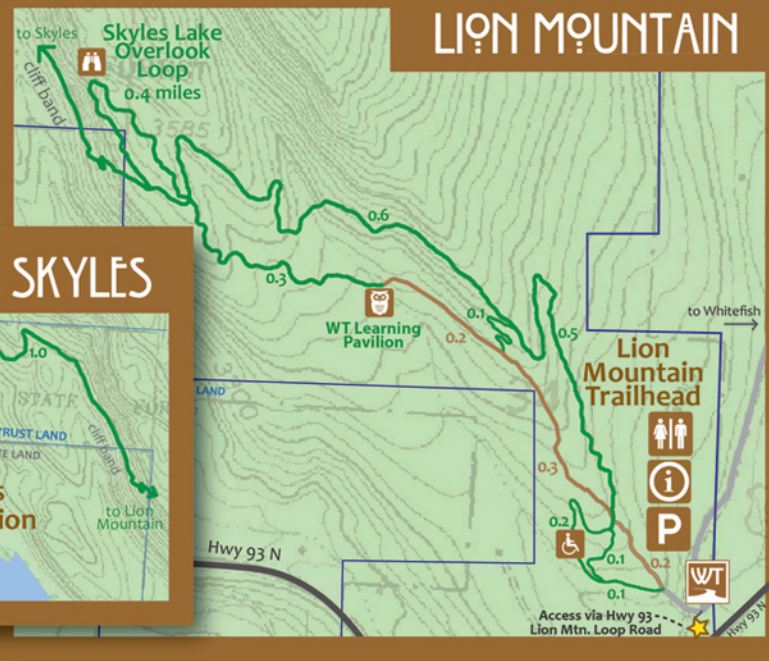 LION MOUNTAIN
to Skyles
Skyles Lake
Overlook
Loop
0.4 miles
cliff band
3585
0.6
0.3
WT Learning
Pavilion
0.1
0.2
0.5
to Whitefish
Lion
Mountain
Trailhead
i
P
0.3
0.2
0.1
0.2
0.1
WT
Access via Hwy 93
Lion Mtn. Loop Road
Hwy 93 N
Hwy 93 N
LAND
SKYLES
1.0
STATE
TRUST LAND
cliff band
to Lion
Mountain